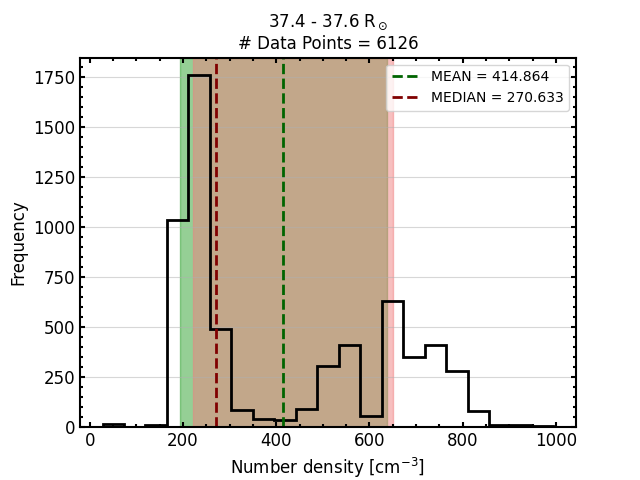 37.4 - 37.6 R⊙
# Data Points = 6126
MEAN = 414.864
MEDIAN = 270.633
Frequency
1750
1500
1250
1000
750
500
250
0
0 200 400 600 800 1000
Number density [cm⁻³]